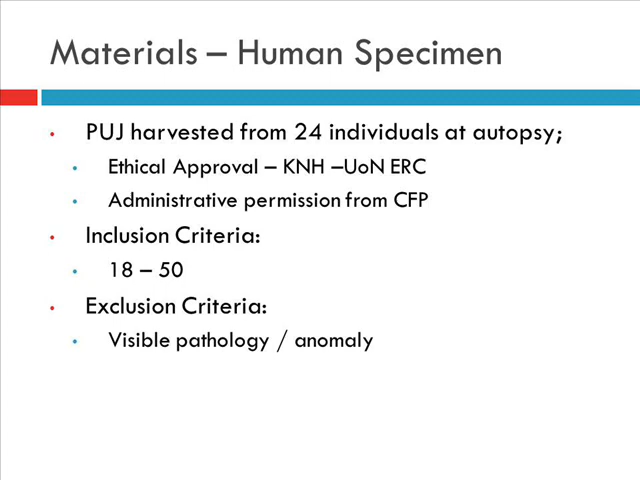 Materials – Human Specimen
• PUJ harvested from 24 individuals at autopsy;
• Ethical Approval – KNH –UoN ERC
• Administrative permission from CFP
• Inclusion Criteria:
• 18 – 50
• Exclusion Criteria:
• Visible pathology / anomaly